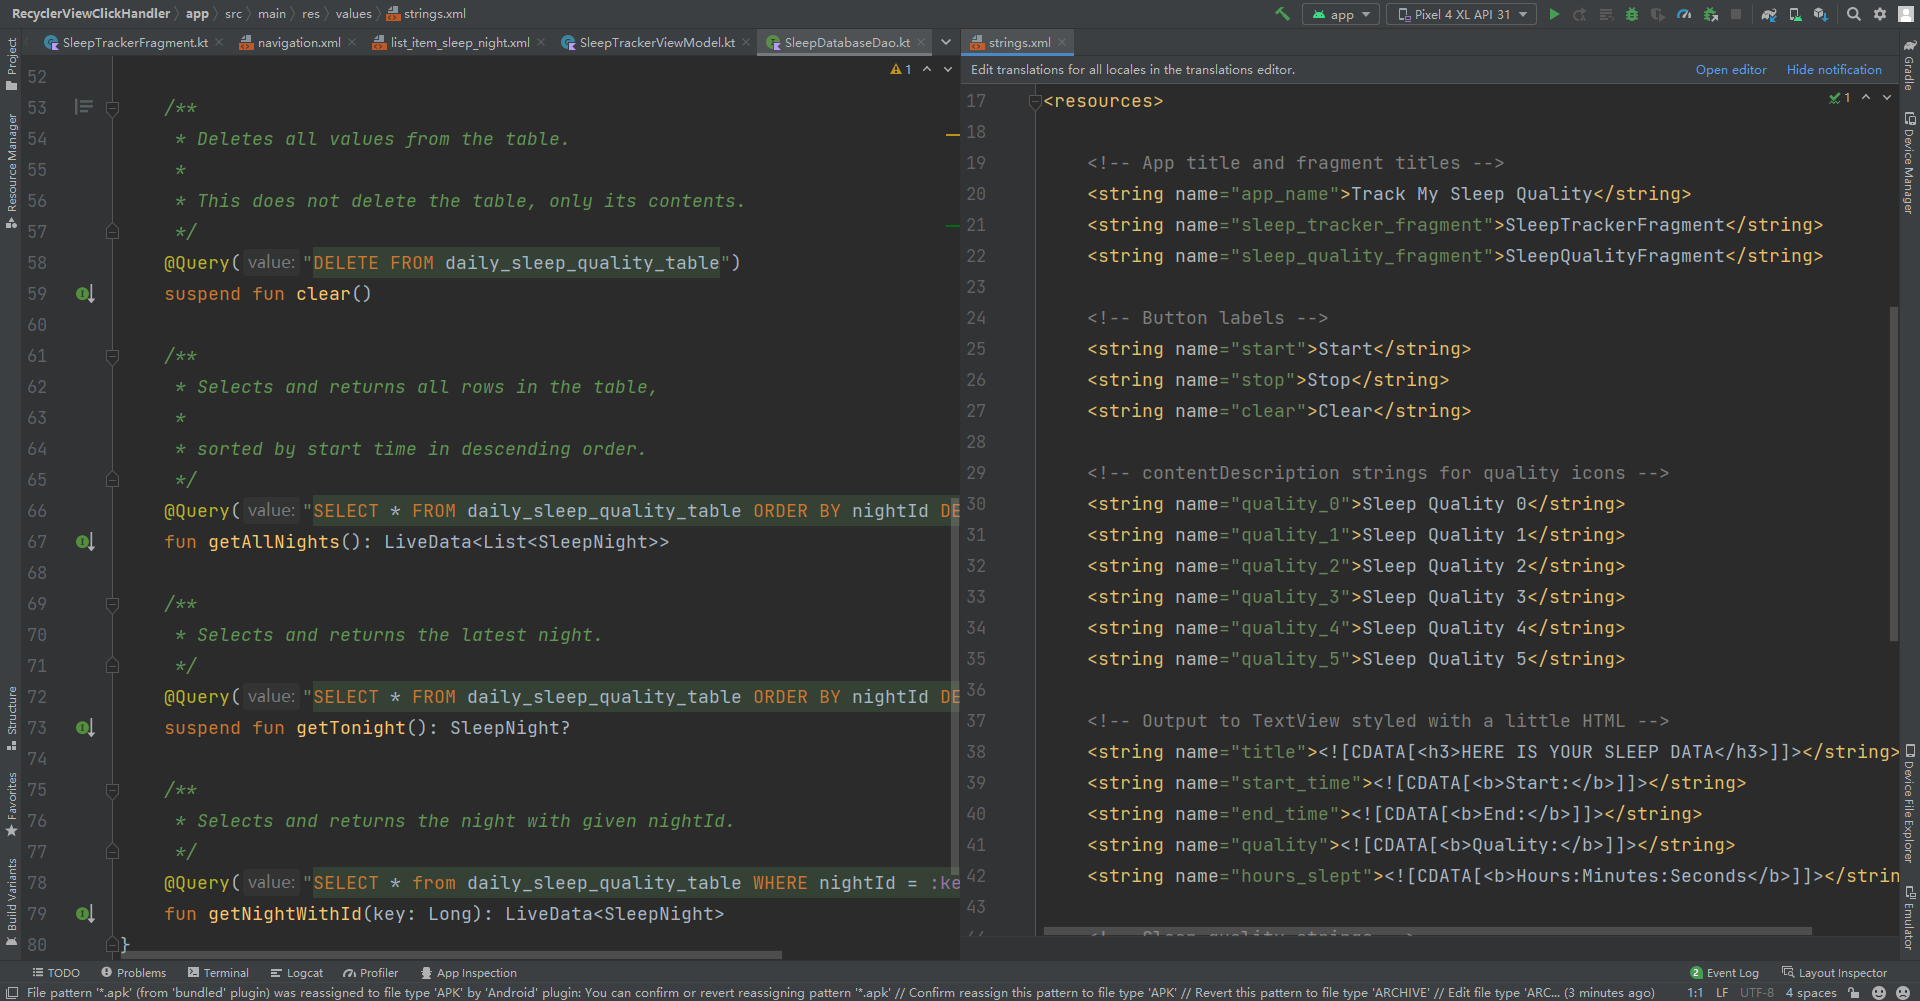 RecyclerViewClickHandler app src main res values strings.xml
app Pixel 4 XL API 31
SleepTrackerFragment.kt navigation.xml list_item_sleep_night.xml SleepTrackerViewModel.kt SleepDatabaseDao.kt
strings.xml
Project
Resource Manager
Structure
Favorites
Build Variants
1
52
53 /**
54 * Deletes all values from the table.
55 *
56 * This does not delete the table, only its contents.
57 */
58 @Query( value: "DELETE FROM daily_sleep_quality_table")
59 suspend fun clear()
60
61 /**
62 * Selects and returns all rows in the table,
63 *
64 * sorted by start time in descending order.
65 */
66 @Query( value: "SELECT * FROM daily_sleep_quality_table ORDER BY nightId DE
67 fun getAllNights(): LiveData<List<SleepNight>>
68
69 /**
70 * Selects and returns the latest night.
71 */
72 @Query( value: "SELECT * FROM daily_sleep_quality_table ORDER BY nightId DE
73 suspend fun getTonight(): SleepNight?
74
75 /**
76 * Selects and returns the night with given nightId.
77 */
78 @Query( value: "SELECT * from daily_sleep_quality_table WHERE nightId = :ke
79 fun getNightWithId(key: Long): LiveData<SleepNight>
80 }
Edit translations for all locales in the translations editor. Open editor Hide notification
1
17 <resources>
18
19 <!-- App title and fragment titles -->
20 <string name="app_name">Track My Sleep Quality</string>
21 <string name="sleep_tracker_fragment">SleepTrackerFragment</string>
22 <string name="sleep_quality_fragment">SleepQualityFragment</string>
23
24 <!-- Button labels -->
25 <string name="start">Start</string>
26 <string name="stop">Stop</string>
27 <string name="clear">Clear</string>
28
29 <!-- contentDescription strings for quality icons -->
30 <string name="quality_0">Sleep Quality 0</string>
31 <string name="quality_1">Sleep Quality 1</string>
32 <string name="quality_2">Sleep Quality 2</string>
33 <string name="quality_3">Sleep Quality 3</string>
34 <string name="quality_4">Sleep Quality 4</string>
35 <string name="quality_5">Sleep Quality 5</string>
36
37 <!-- Output to TextView styled with a little HTML -->
38 <string name="title"><![CDATA[<h3>HERE IS YOUR SLEEP DATA</h3>]]></string>
39 <string name="start_time"><![CDATA[<b>Start:</b>]]></string>
40 <string name="end_time"><![CDATA[<b>End:</b>]]></string>
41 <string name="quality"><![CDATA[<b>Quality:</b>]]></string>
42 <string name="hours_slept"><![CDATA[<b>Hours:Minutes:Seconds</b>]]></strin
43
44 <!-- Sleep quality strings -->
Gradle
Device Manager
Device File Explorer
Emulator
TODO Problems Terminal Logcat Profiler App Inspection 2 Event Log Layout Inspector
File pattern '*.apk' (from 'bundled' plugin) was reassigned to file type 'APK' by 'Android' plugin: You can confirm or revert reassigning pattern '*.apk' // Confirm reassign this pattern to file type 'APK' // Revert this pattern to file type 'ARCHIVE' // Edit file type 'ARC... (3 minutes ago) 1:1 LF UTF-8 4 spaces